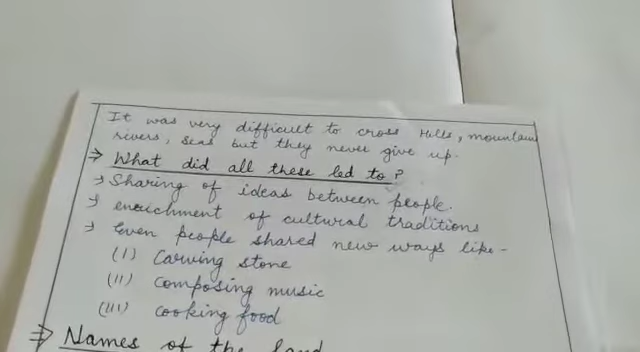 It was very difficult to cross Hills, mountain
rivers, seas but they never give up.
⇒ What did all these led to?
→ Sharing of ideas between people.
→ enrichment of cultural traditions
→ Even people shared new ways like -
(i) Carving stone
(ii) composing music
(iii) cooking food
⇒ Names of the land